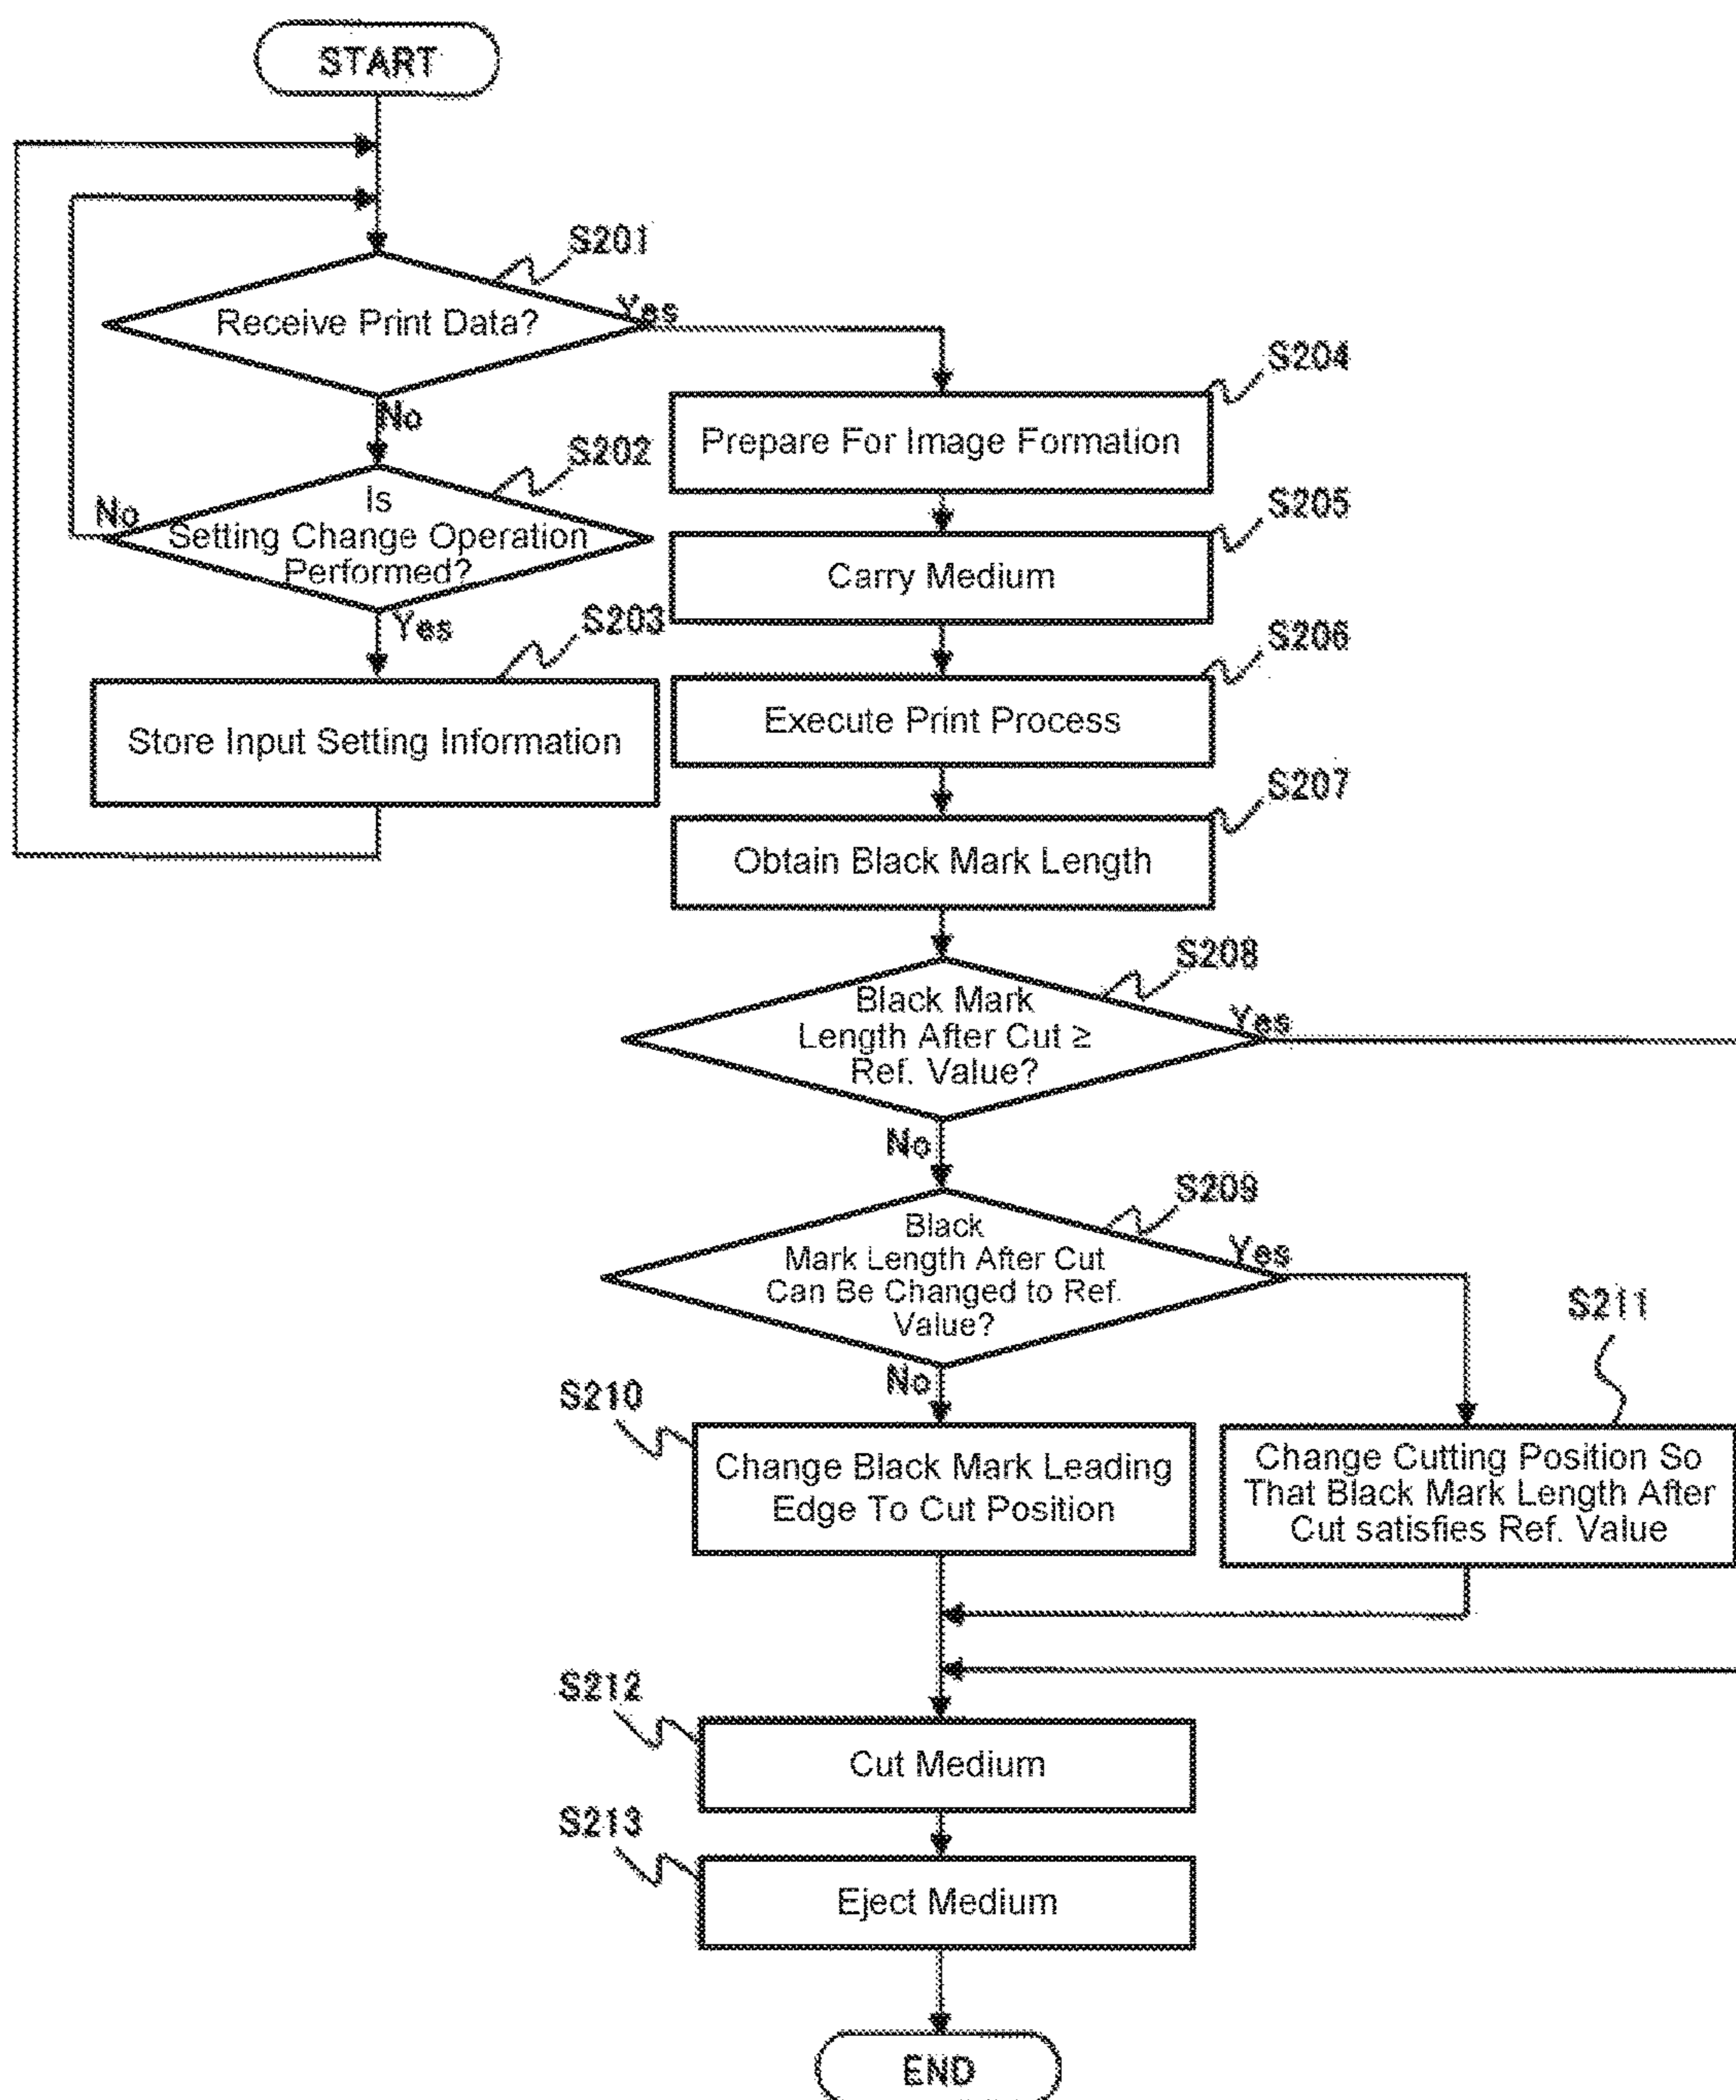 START
S201
Receive Print Data?
Yes
No
S202
Is
Setting Change Operation
Performed?
No
Yes
S203
Store Input Setting Information
S204
Prepare For Image Formation
S205
Carry Medium
S206
Execute Print Process
S207
Obtain Black Mark Length
S208
Black Mark
Length After Cut ≥
Ref. Value?
Yes
No
S209
Black
Mark Length After Cut
Can Be Changed to Ref.
Value?
Yes
No
S210
Change Black Mark Leading
Edge To Cut Position
S211
Change Cutting Position So
That Black Mark Length After
Cut satisfies Ref. Value
S212
Cut Medium
S213
Eject Medium
END